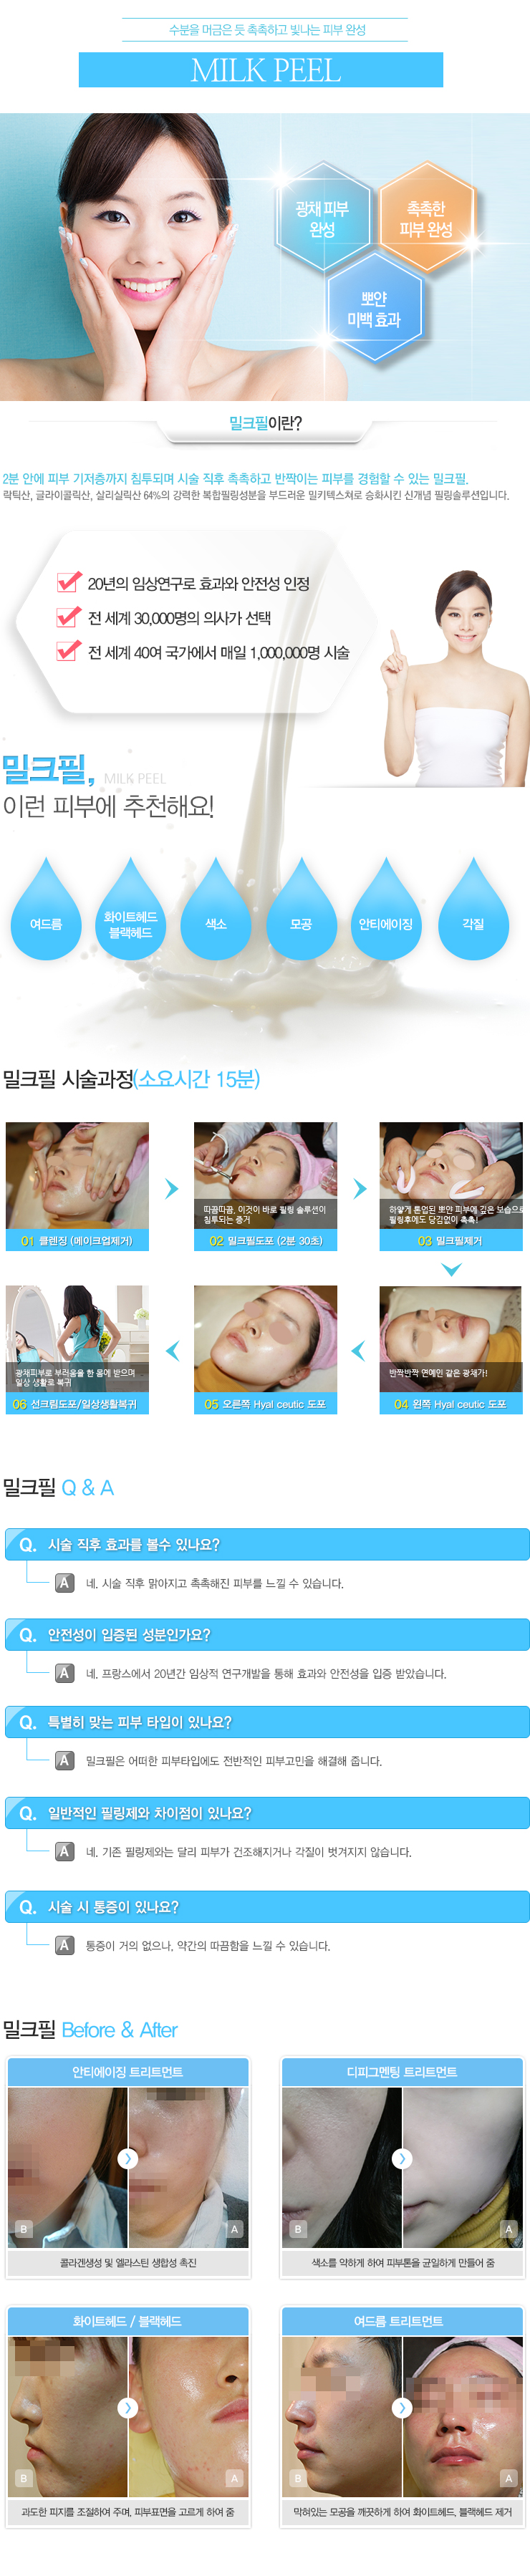 수분을 머금은 듯 촉촉하고 빛나는 피부 완성
MILK PEEL
광채 피부
완성
촉촉한
피부 완성
뽀얀
미백 효과
밀크필이란?
2분 안에 피부 기저층까지 침투되며 시술 직후 촉촉하고 반짝이는 피부를 경험할 수 있는 밀크필.
락틱산, 글라이콜릭산, 살리실릭산 64%의 강력한 복합필링성분을 부드러운 밀키텍스쳐로 승화시킨 신개념 필링솔루션입니다.
20년의 임상연구로 효과와 안전성 인정
전 세계 30,000명의 의사가 선택
전 세계 40여 국가에서 매일 1,000,000명 시술
밀크필, MILK PEEL
이런 피부에 추천해요!
여드름
화이트헤드
블랙헤드
색소
모공
안티에이징
각질
밀크필 시술과정(소요시간 15분)
01 클렌징 (메이크업제거)
따끔따끔, 이것이 바로 필링 솔루션이
침투되는 증거
02 밀크필도포 (2분 30초)
하얗게 톤업된 뽀얀 피부에 깊은 보습으로
필링후에도 당김없이 촉촉!
03 밀크필제거
반짝반짝 연예인 같은 광채가!
04 왼쪽 Hyal ceutic 도포
05 오른쪽 Hyal ceutic 도포
광채피부로 부러움을 한 몸에 받으며
일상 생활로 복귀
06 선크림도포/일상생활복귀
밀크필 Q & A
Q. 시술 직후 효과를 볼수 있나요?
A 네. 시술 직후 맑아지고 촉촉해진 피부를 느낄 수 있습니다.
Q. 안전성이 입증된 성분인가요?
A 네. 프랑스에서 20년간 임상적 연구개발을 통해 효과와 안전성을 입증 받았습니다.
Q. 특별히 맞는 피부 타입이 있나요?
A 밀크필은 어떠한 피부타입에도 전반적인 피부고민을 해결해 줍니다.
Q. 일반적인 필링제와 차이점이 있나요?
A 네. 기존 필링제와는 달리 피부가 건조해지거나 각질이 벗겨지지 않습니다.
Q. 시술 시 통증이 있나요?
A 통증이 거의 없으나, 약간의 따끔함을 느낄 수 있습니다.
밀크필 Before & After
안티에이징 트리트먼트
B
A
콜라겐생성 및 엘라스틴 생합성 촉진
디피그멘팅 트리트먼트
B
A
색소를 약하게 하여 피부톤을 균일하게 만들어 줌
화이트헤드 / 블랙헤드
B
A
과도한 피지를 조절하여 주며, 피부표면을 고르게 하여 줌
여드름 트리트먼트
B
A
막혀있는 모공을 깨끗하게 하여 화이트헤드, 블랙헤드 제거